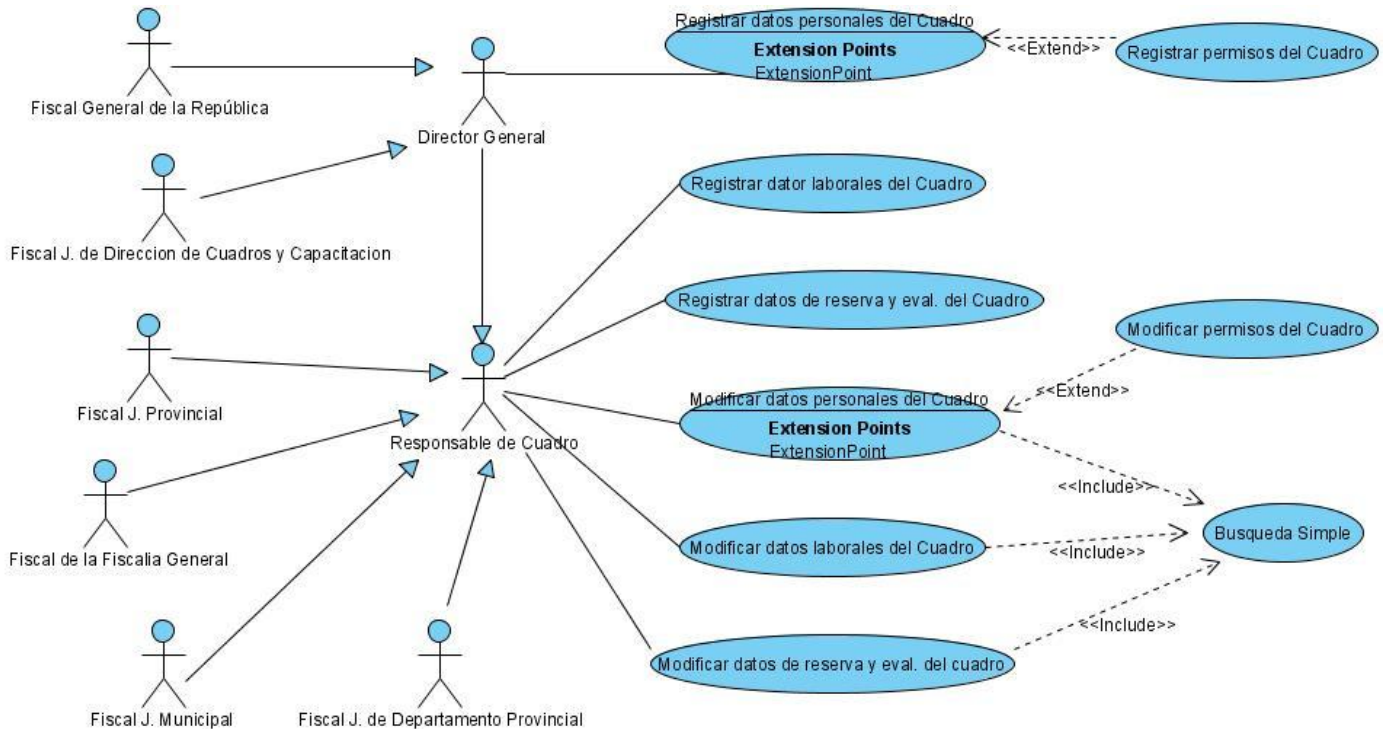 Registrar datos personales del Cuadro
Extension Points
ExtensionPoint
<<Extend>>
Registrar permisos del Cuadro
Fiscal General de la República
Director General
Registrar dator laborales del Cuadro
Fiscal J. de Direccion de Cuadros y Capacitacion
Registrar datos de reserva y eval. del Cuadro
Modificar permisos del Cuadro
<<Extend>>
Modificar datos personales del Cuadro
Extension Points
ExtensionPoint
Fiscal J. Provincial
Responsable de Cuadro
<<Include>>
Busqueda Simple
Modificar datos laborales del Cuadro
<<Include>>
Fiscal de la Fiscalia General
<<Include>>
Modificar datos de reserva y eval. del cuadro
Fiscal J. Municipal
Fiscal J. de Departamento Provincial